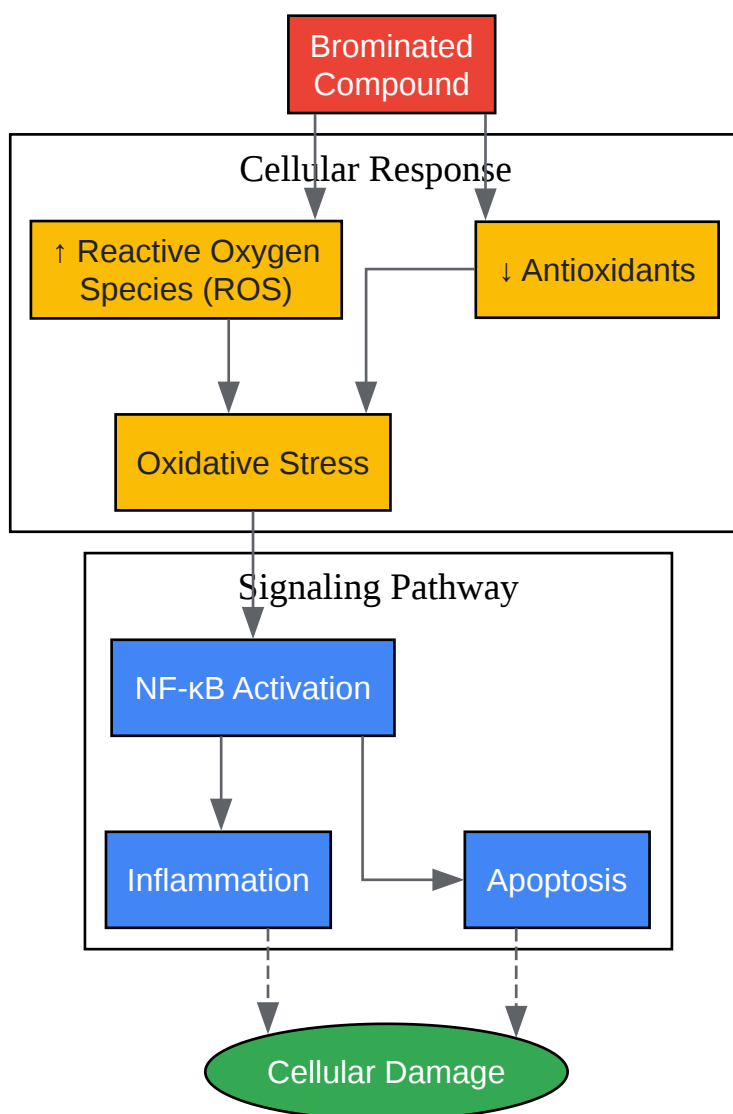 Brominated
Compound
Cellular Response
↑ Reactive Oxygen
Species (ROS)
↓ Antioxidants
Oxidative Stress
Signaling Pathway
NF-κB Activation
Inflammation
Apoptosis
Cellular Damage